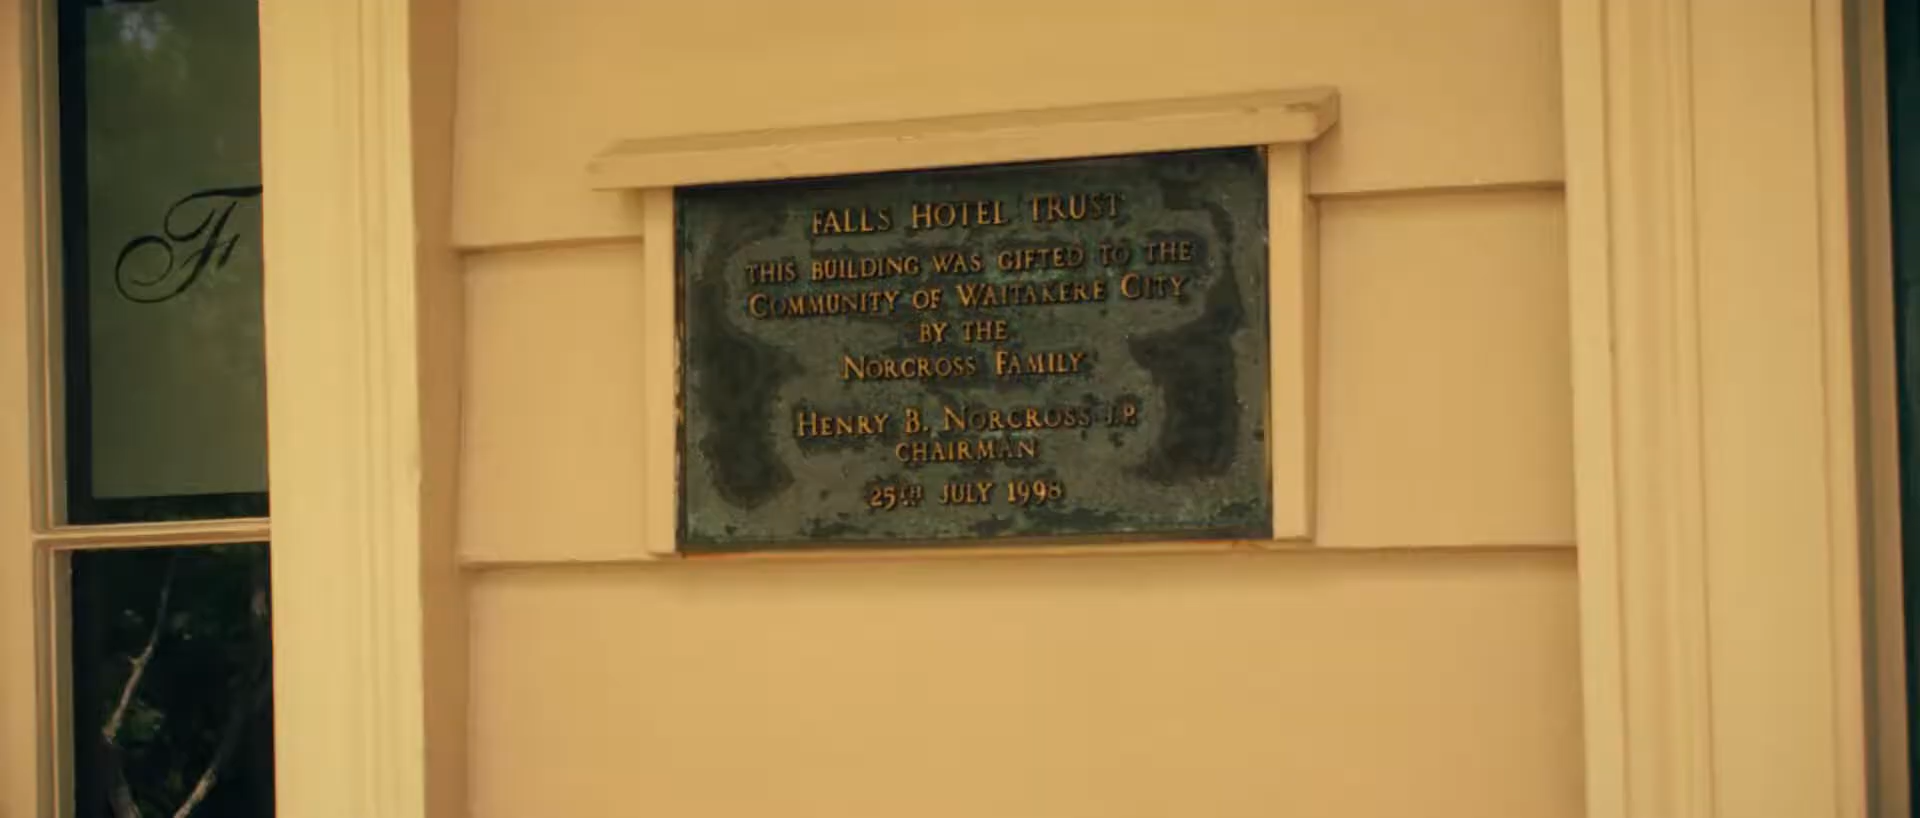 F
FALLS HOTEL TRUST
THIS BUILDING WAS GIFTED TO THE
COMMUNITY OF WAITAKERE CITY
BY THE
NORCROSS FAMILY
HENRY B. NORCROSS J.P.
CHAIRMAN
25TH JULY 1998